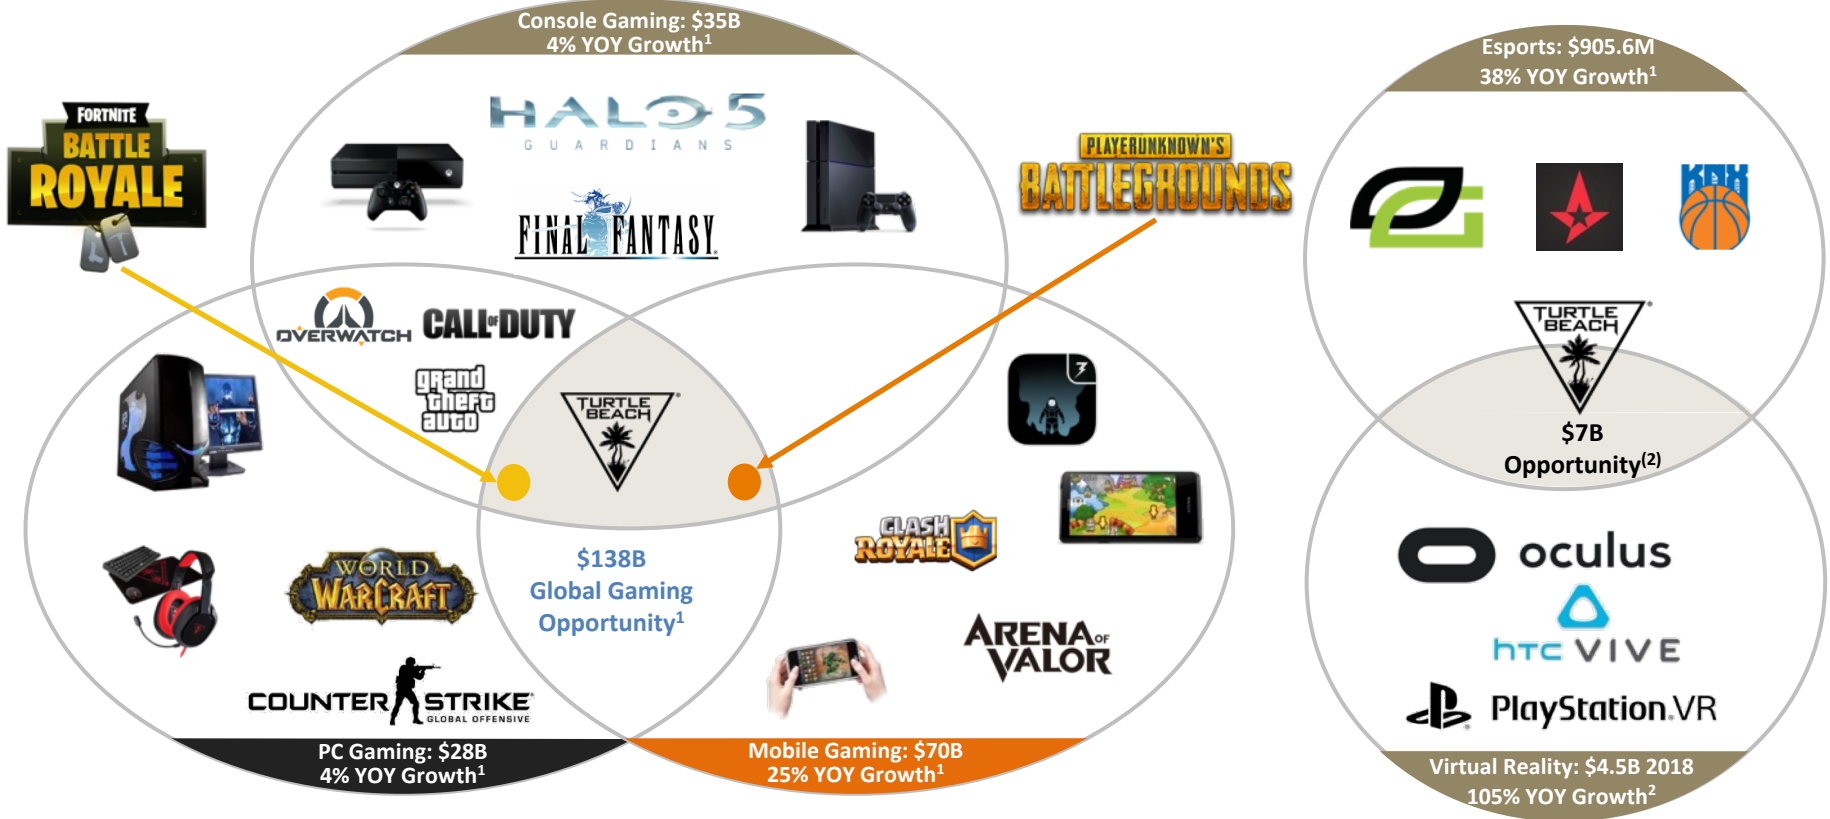 Console Gaming: $35B
4% YOY Growth¹
Esports: $905.6M
38% YOY Growth¹
FORTNITE
BATTLE
ROYALE
HALO 5
GUARDIANS
FINAL FANTASY®
PLAYERUNKNOWN'S
BATTLEGROUNDS
KNX
OVERWATCH
CALL OF DUTY
grand
theft
auto
TURTLE
BEACH®
TURTLE
BEACH®
$7B
Opportunity(2)
CLASH
ROYALE
WORLD
WARCRAFT
$138B
Global Gaming
Opportunity¹
ARENA OF
VALOR
COUNTER STRIKE
GLOBAL OFFENSIVE
oculus
hTC VIVE
PlayStation®VR
PC Gaming: $28B
4% YOY Growth¹
Mobile Gaming: $70B
25% YOY Growth¹
Virtual Reality: $4.5B 2018
105% YOY Growth²